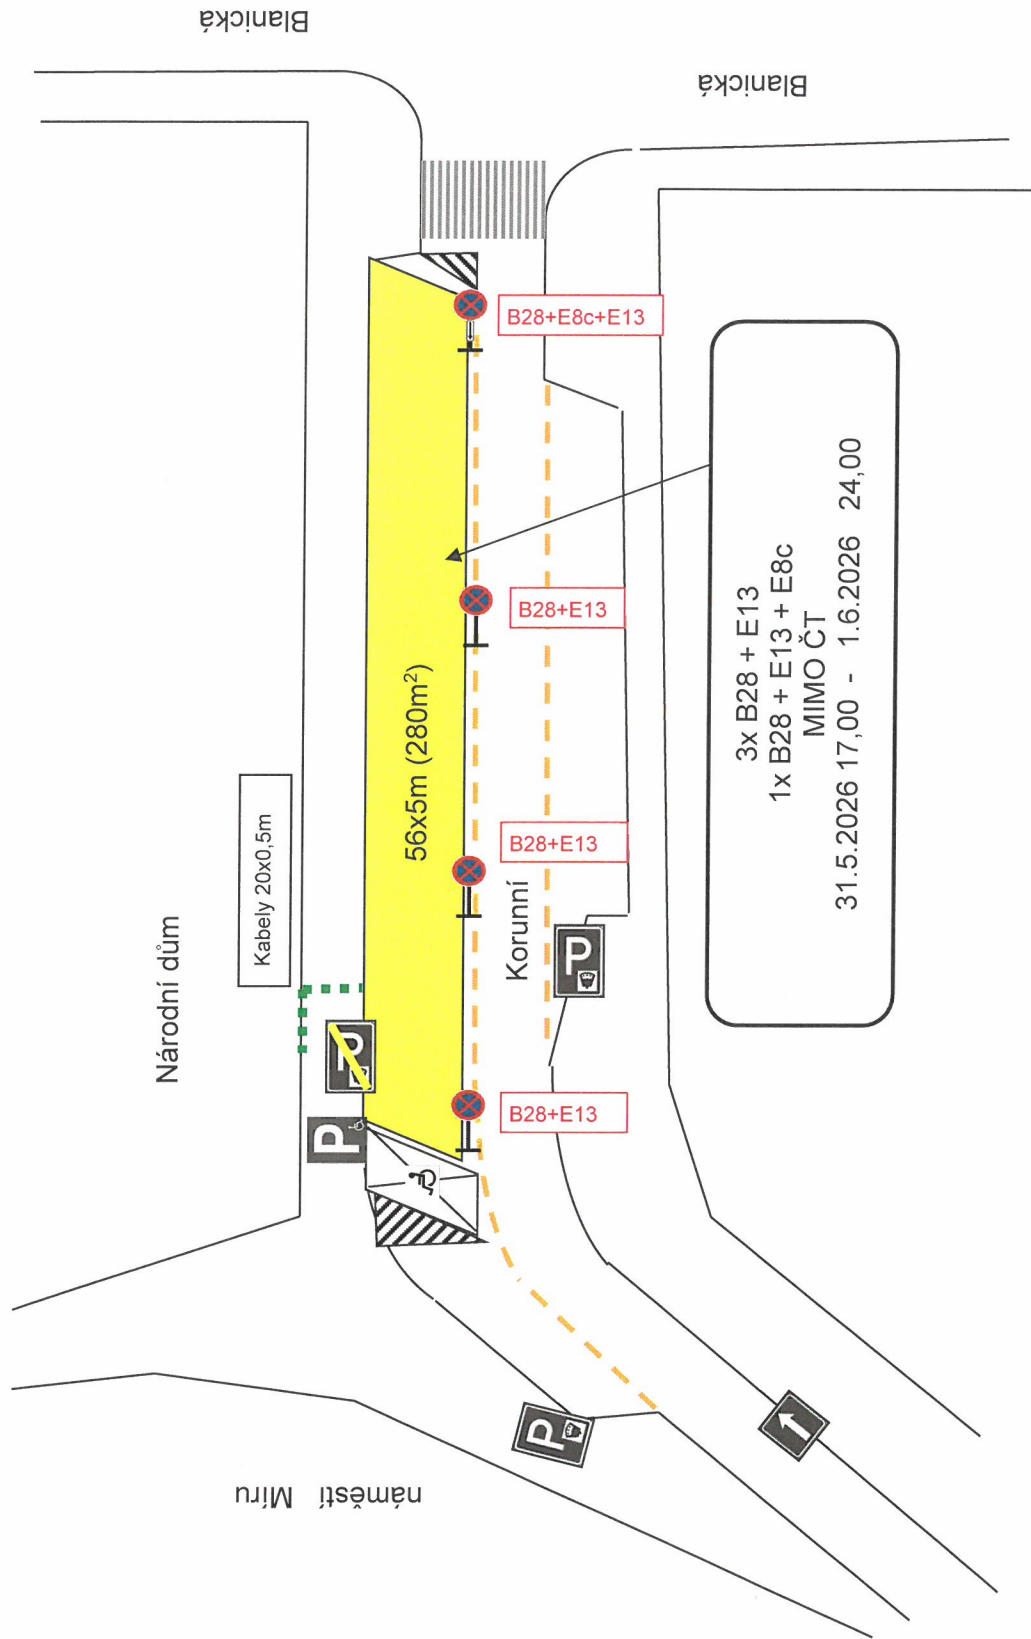 Blanická
Blanická
Národní dům
Kabely 20x0,5m
náměstí Míru
56x5m (280m²)
Korunní
B28+E13
B28+E13
B28+E13
B28+E8c+E13
P
P
P
P
3x B28 + E13
1x B28 + E13 + E8c
MIMO ČT
31.5.2026 17,00 - 1.6.2026 24,00